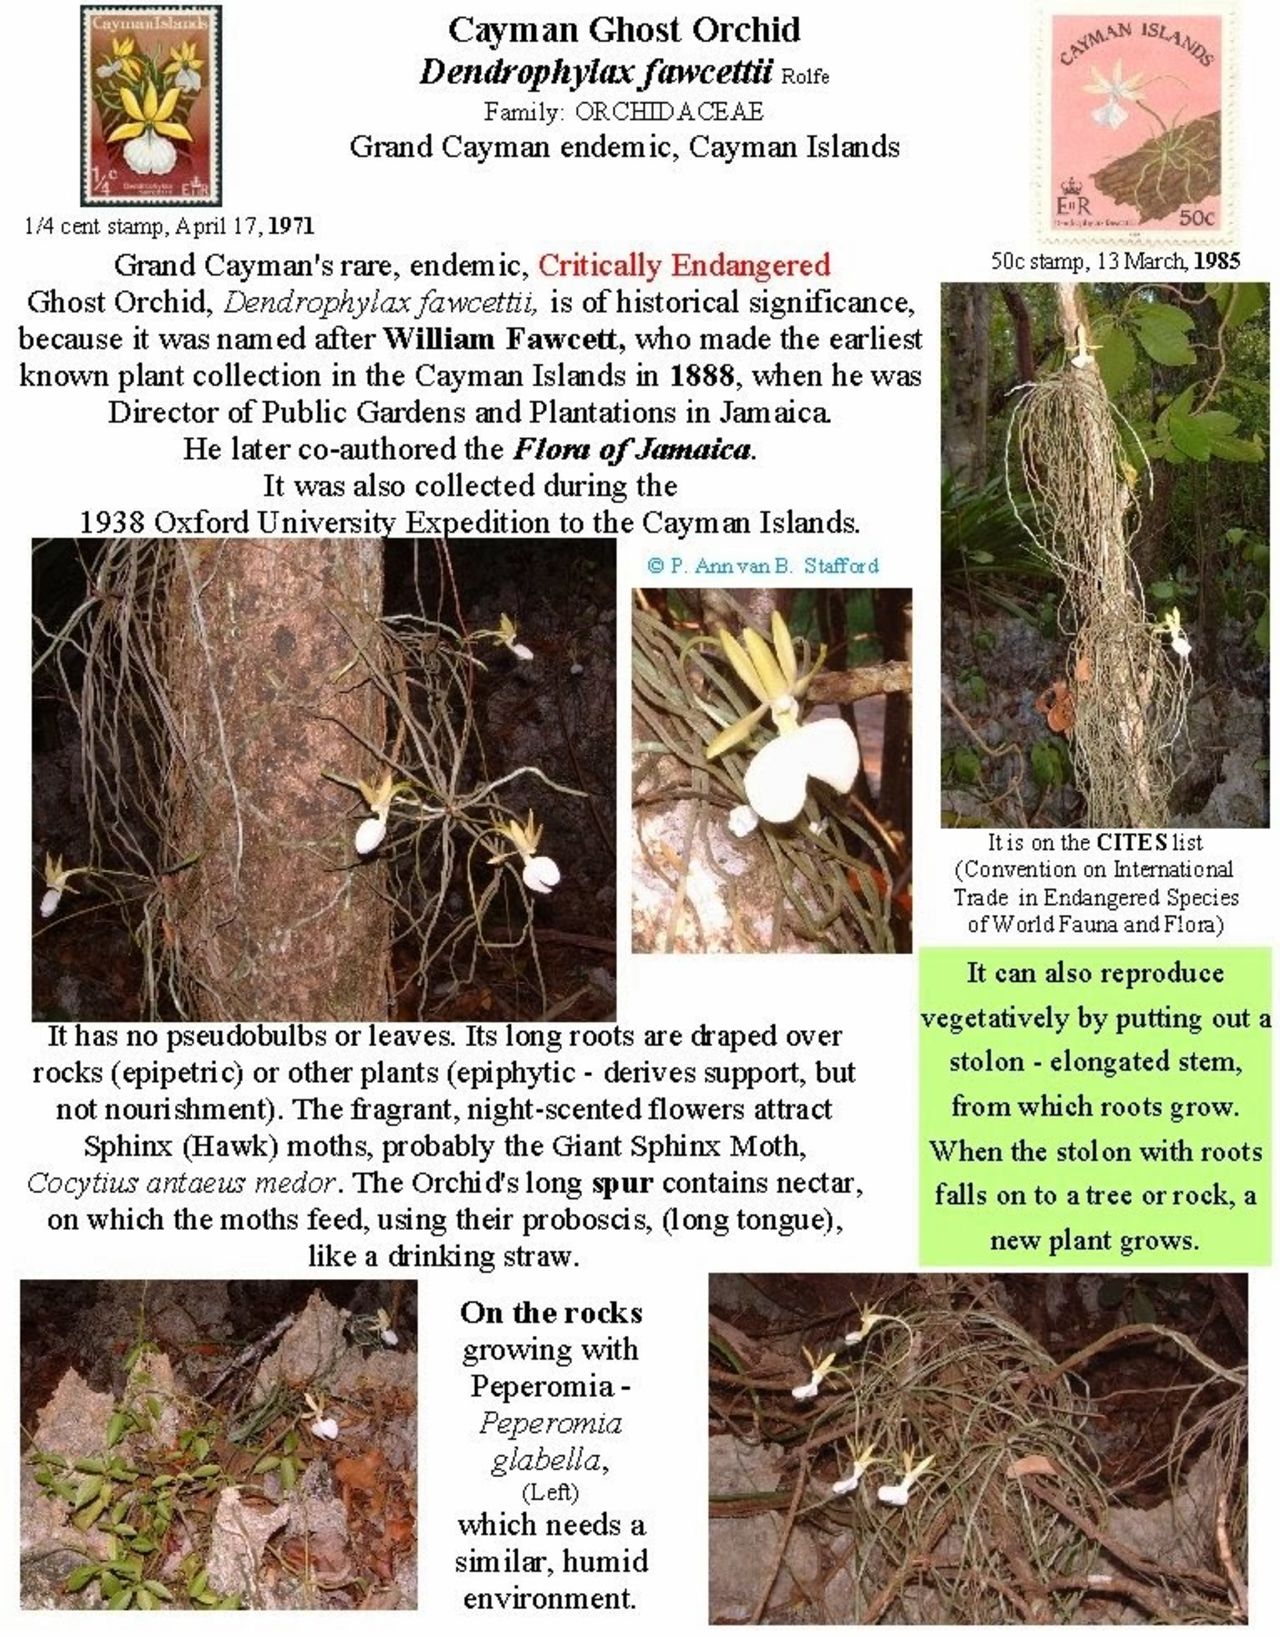 CaymanIslands
1/4 c
Dendrophylax
fawcettii
EIIR
1/4 cent stamp, April 17, 1971
Cayman Ghost Orchid
Dendrophylax fawcettii Rolfe
Family: ORCHIDACEAE
Grand Cayman endemic, Cayman Islands
CAYMAN ISLANDS
EIIR
Dendrophylax fawcettii
50c
50c stamp, 13 March, 1985
Grand Cayman's rare, endemic, Critically Endangered
Ghost Orchid, Dendrophylax fawcettii, is of historical significance,
because it was named after William Fawcett, who made the earliest
known plant collection in the Cayman Islands in 1888, when he was
Director of Public Gardens and Plantations in Jamaica.
He later co-authored the Flora of Jamaica.
It was also collected during the
1938 Oxford University Expedition to the Cayman Islands.
© P. Ann van B. Stafford
It is on the CITES list
(Convention on International
Trade in Endangered Species
of World Fauna and Flora)
It can also reproduce
vegetatively by putting out a
stolon - elongated stem,
from which roots grow.
When the stolon with roots
falls on to a tree or rock, a
new plant grows.
It has no pseudobulbs or leaves. Its long roots are draped over
rocks (epipetric) or other plants (epiphytic - derives support, but
not nourishment). The fragrant, night-scented flowers attract
Sphinx (Hawk) moths, probably the Giant Sphinx Moth,
Cocytius antaeus medor. The Orchid's long spur contains nectar,
on which the moths feed, using their proboscis, (long tongue),
like a drinking straw.
On the rocks
growing with
Peperomia -
Peperomia
glabella,
(Left)
which needs a
similar, humid
environment.